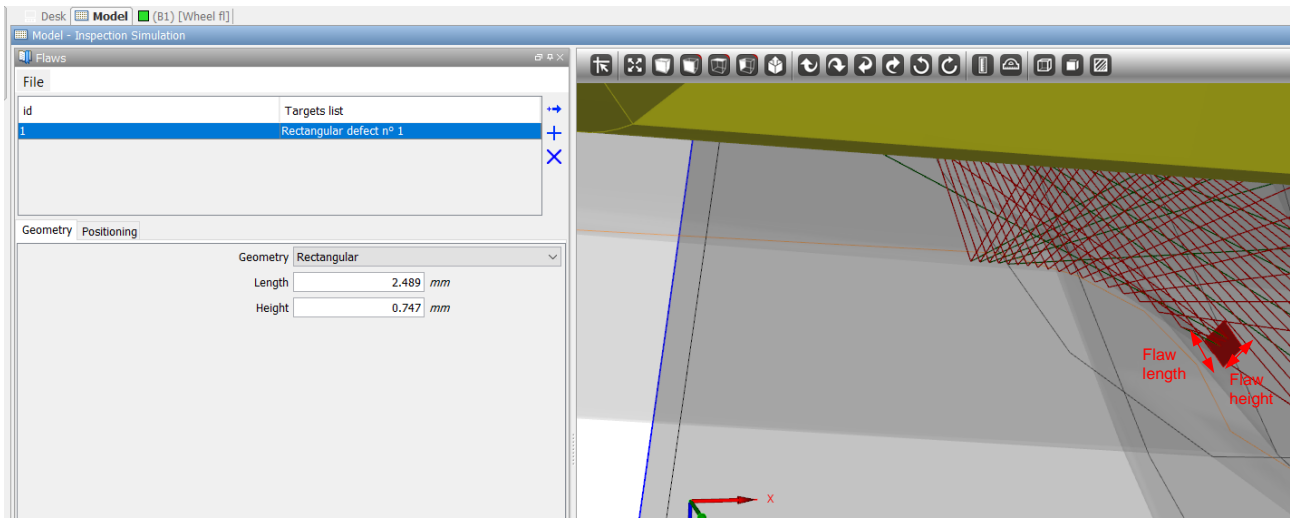 Desk Model (B1) [Wheel fl]
Model - Inspection Simulation
Flaws
File
id Targets list
1 Rectangular defect nº 1
Geometry Positioning
Geometry Rectangular
Length 2.489 mm
Height 0.747 mm
Flaw
length
Flaw
height
X